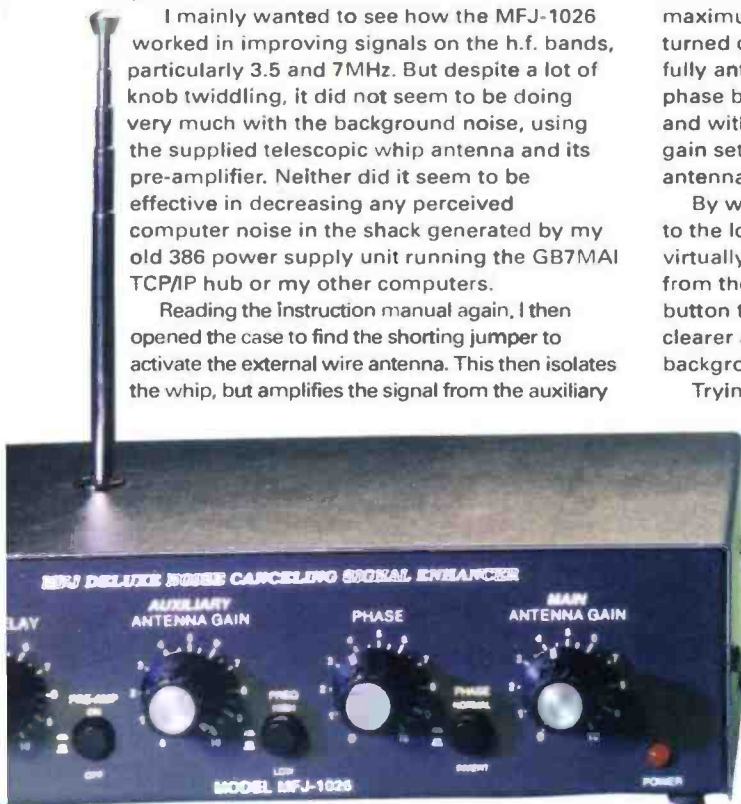 I mainly wanted to see how the MFJ-1026
worked in improving signals on the h.f. bands,
particularly 3.5 and 7MHz. But despite a lot of
knob twiddling, it did not seem to be doing
very much with the background noise, using
the supplied telescopic whip antenna and its
pre-amplifier. Neither did it seem to be
effective in decreasing any perceived
computer noise in the shack generated by my
old 386 power supply unit running the GB7MAI
TCP/IP hub or my other computers.
Reading the instruction manual again, I then
opened the case to find the shorting jumper to
activate the external wire antenna. This then isolates
the whip, but amplifies the signal from the auxiliary
maximu
turned
fully ant
phase b
and with
gain set
antenna
By w
to the lo
virtually
from the
button t
clearer
backgro
Tryin
MFJ DELUXE NOISE CANCELING SIGNAL ENHANCER
ELAY
AUXILIARY
ANTENNA GAIN
PHASE
MAIN
ANTENNA GAIN
PRE-AMP
ON
OFF
FREQ
HIGH
LOW
PHASE
NORMAL
INVERT
MODEL MFJ-1026
POWER